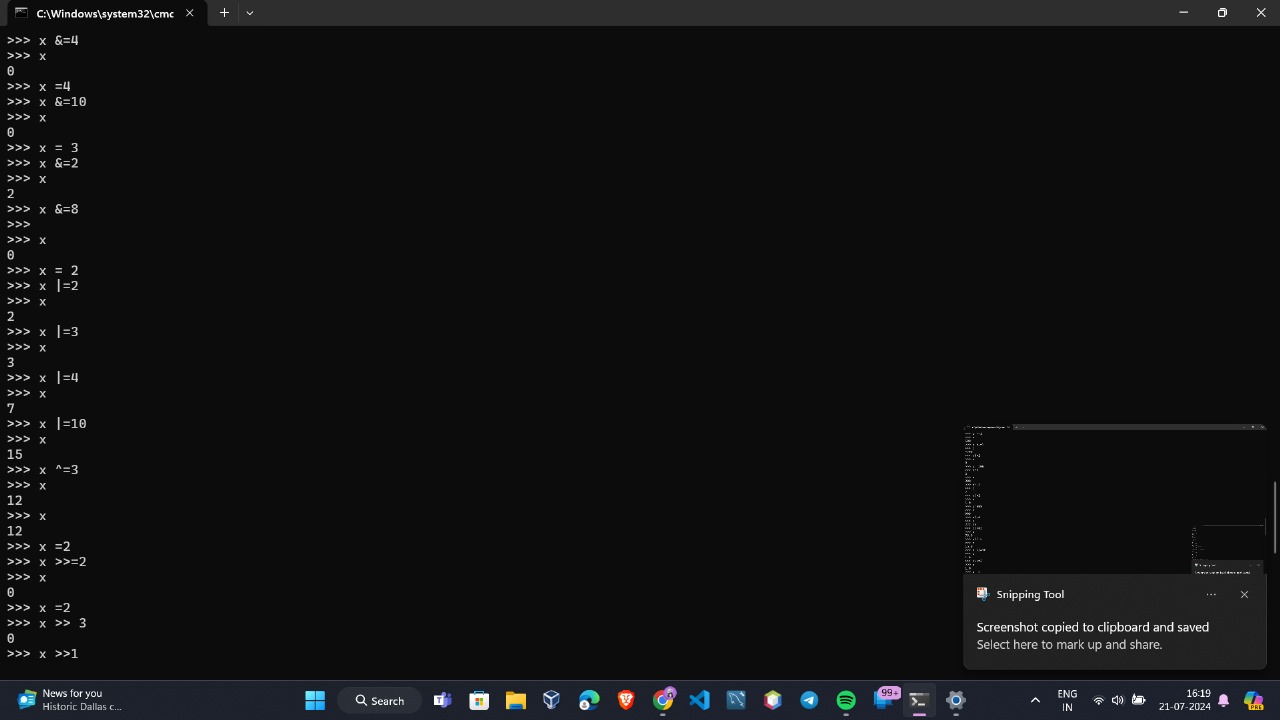 C:\Windows\system32\cmc
>>> x &=4
>>> x
0
>>> x =4
>>> x &=10
>>> x
0
>>> x = 3
>>> x &=2
>>> x
2
>>> x &=8
>>>
>>> x
0
>>> x = 2
>>> x |=2
>>> x
2
>>> x |=3
>>> x
3
>>> x |=4
>>> x
7
>>> x |=10
>>> x
15
>>> x ^=3
>>> x
12
>>> x
12
>>> x =2
>>> x >>=2
>>> x
0
>>> x =2
>>> x >> 3
0
>>> x >>1
Snipping Tool
Screenshot copied to clipboard and saved
Select here to mark up and share.
News for you
Historic Dallas c...
Search
99+
ENG
IN
16:19
21-07-2024
PRE